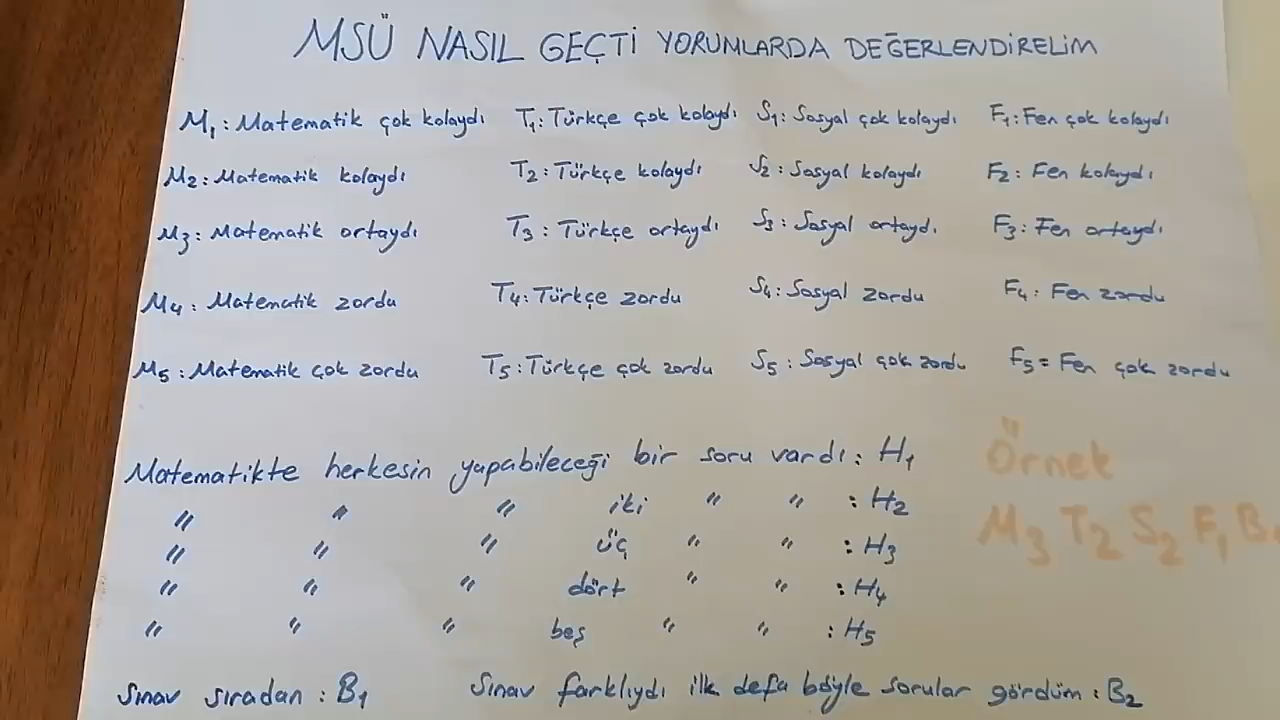 MSÜ NASIL GEÇTİ YORUMLARDA DEĞERLENDİRELİM
M1: Matematik çok kolaydı T1: Türkçe çok kolaydı S1: Sosyal çok kolaydı F1: Fen çok kolaydı
M2: Matematik kolaydı T2: Türkçe kolaydı S2: Sosyal kolaydı F2: Fen kolaydı
M3: Matematik ortaydı T3: Türkçe ortaydı S3: Sosyal ortaydı F3: Fen ortaydı
M4: Matematik zordu T4: Türkçe zordu S4: Sosyal zordu F4: Fen zordu
M5: Matematik çok zordu T5: Türkçe çok zordu S5: Sosyal çok zordu F5= Fen çok zordu
Matematikte herkesin yapabileceği bir soru vardı: H1
" " " iki " " : H2
" " " üç " " : H3
" " " dört " " : H4
" " " beş " " : H5
Örnek
M3 T2 S2 F1 B
Sınav sıradan: B1 Sınav farklıydı ilk defa böyle sorular gördüm: B2